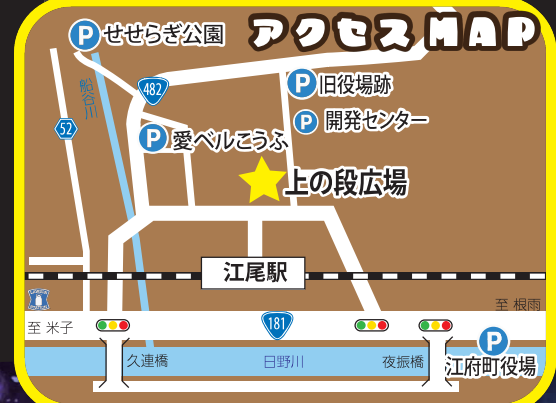 アクセスMAP
P せせらぎ公園
船谷川
482
P 旧役場跡
52
P 開発センター
P 愛ベルこうふ
上の段広場
江尾駅
至 根雨
至 米子
181
P
江府町役場
久連橋
日野川
夜振橋